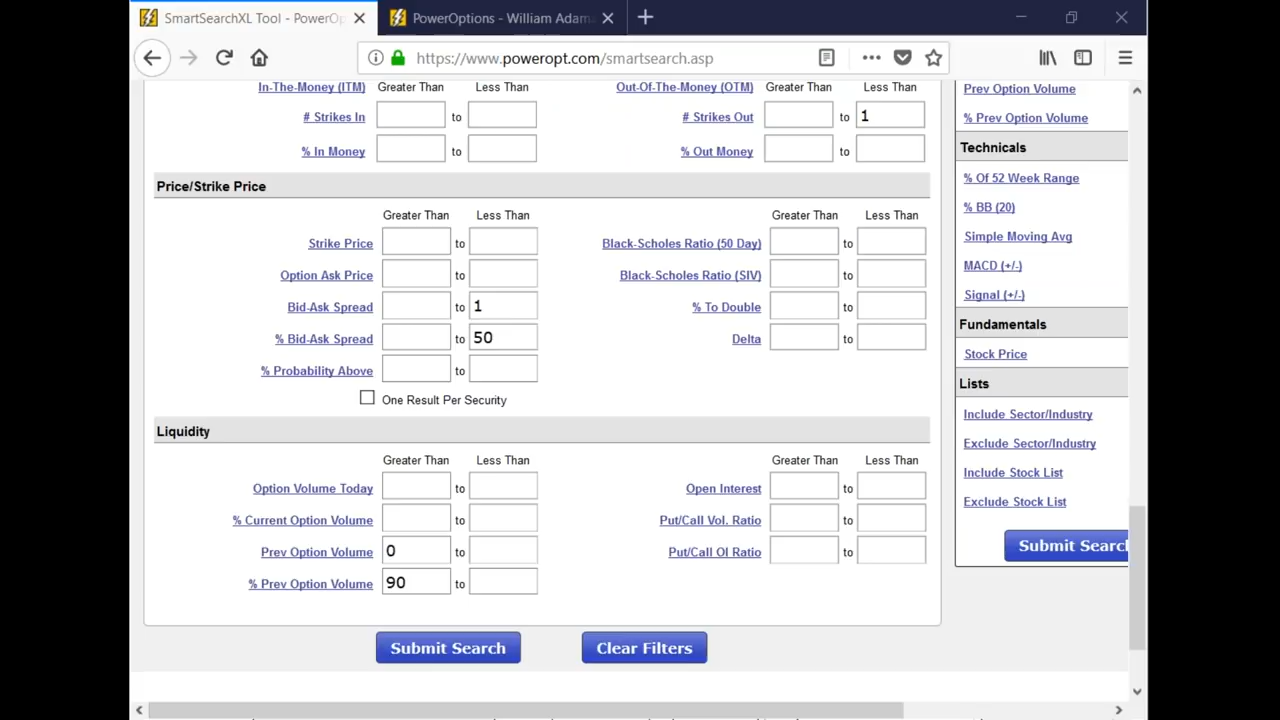 SmartSearchXL Tool - PowerOp
PowerOptions - William Adama
https://www.poweropt.com/smartsearch.asp
In-The-Money (ITM) Greater Than Less Than Out-Of-The-Money (OTM) Greater Than Less Than
# Strikes In to # Strikes Out to 1
% In Money to % Out Money to
Price/Strike Price
Greater Than Less Than Greater Than Less Than
Strike Price to Black-Scholes Ratio (50 Day) to
Option Ask Price to Black-Scholes Ratio (SIV) to
Bid-Ask Spread to 1 % To Double to
% Bid-Ask Spread to 50 Delta to
% Probability Above to
One Result Per Security
Liquidity
Greater Than Less Than Greater Than Less Than
Option Volume Today to Open Interest to
% Current Option Volume to Put/Call Vol. Ratio to
Prev Option Volume 0 to Put/Call OI Ratio to
% Prev Option Volume 90 to
Submit Search Clear Filters
Prev Option Volume
% Prev Option Volume
Technicals
% Of 52 Week Range
% BB (20)
Simple Moving Avg
MACD (+/-)
Signal (+/-)
Fundamentals
Stock Price
Lists
Include Sector/Industry
Exclude Sector/Industry
Include Stock List
Exclude Stock List
Submit Search